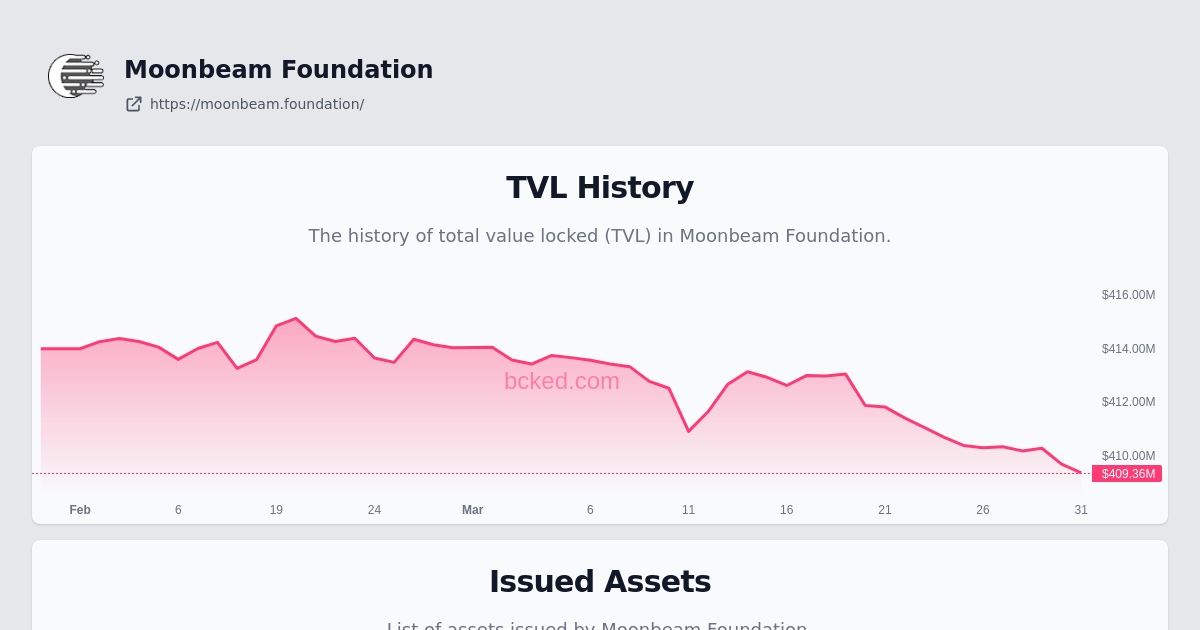 Moonbeam Foundation
https://moonbeam.foundation/
TVL History
The history of total value locked (TVL) in Moonbeam Foundation.
$416.00M
$414.00M
bcked.com
$412.00M
$410.00M
$409.36M
Feb 6 19 24 Mar 6 11 16 21 26 31
Issued Assets
List of assets issued by Moonbeam Foundation.